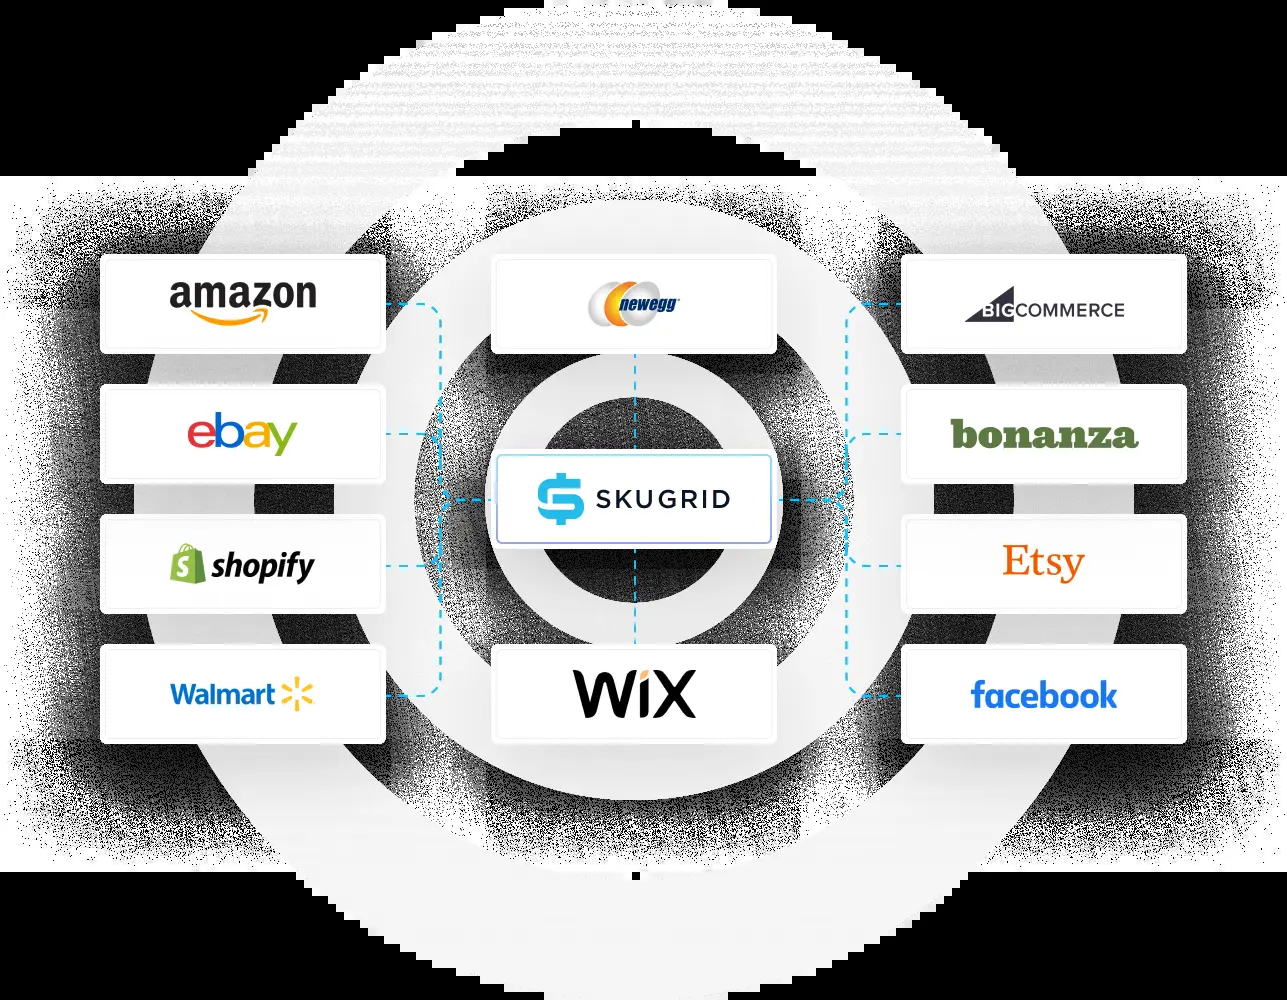 amazon
newegg
BIGCOMMERCE
ebay
bonanza
SKUGRID
shopify
Etsy
Walmart
WiX
facebook